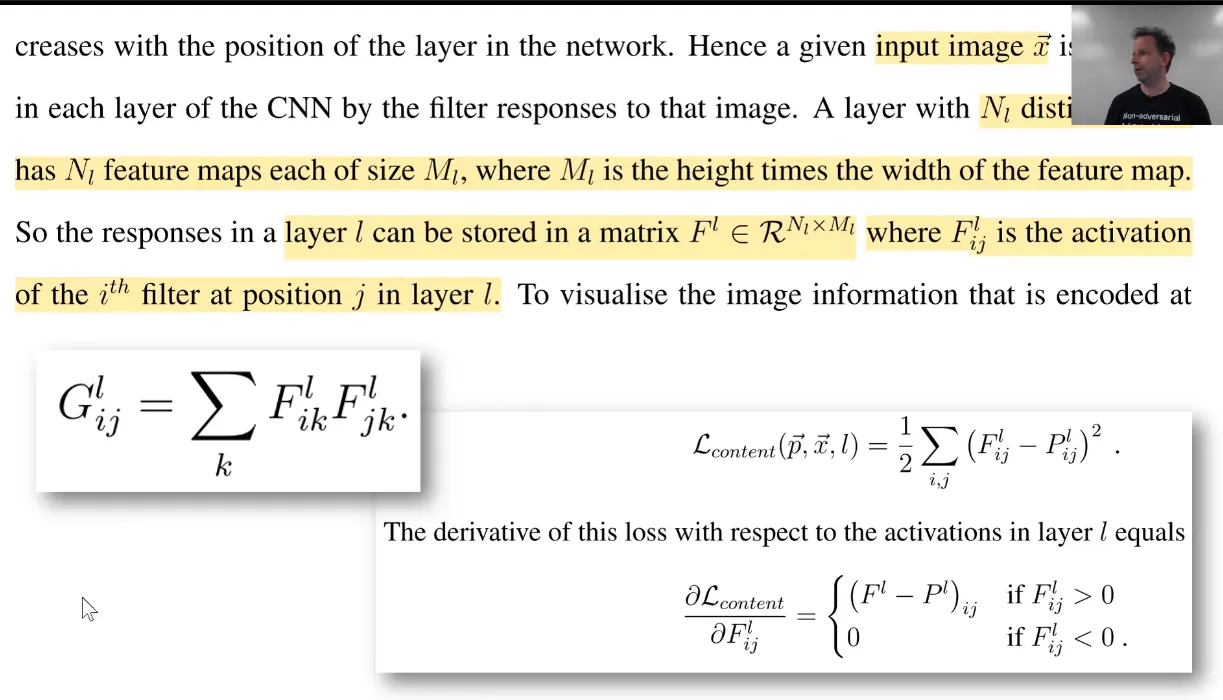 creases with the position of the layer in the network. Hence a given input image $\vec{x}$
in each layer of the CNN by the filter responses to that image. A layer with $N_l$
has $N_l$ feature maps each of size $M_l$, where $M_l$ is the height times the width of the feature map.
So the responses in a layer $l$ can be stored in a matrix $F^l \in \mathcal{R}^{N_l \times M_l}$ where $F^l_{ij}$ is the activation
of the $i^{th}$ filter at position $j$ in layer $l$. To visualise the image information that is encoded at
$G^l_{ij} = \sum_k F^l_{ik} F^l_{jk}.$
$\mathcal{L}_{content}(\vec{p}, \vec{x}, l) = \frac{1}{2} \sum_{i,j} \left(F^l_{ij} - P^l_{ij}\right)^2 .$
The derivative of this loss with respect to the activations in layer $l$ equals
$\frac{\partial \mathcal{L}_{content}}{\partial F^l_{ij}} = \begin{cases} \left(F^l - P^l\right)_{ij} & \text{if } F^l_{ij} > 0 \\ 0 & \text{if } F^l_{ij} < 0 . \end{cases}$
Non-adversarial